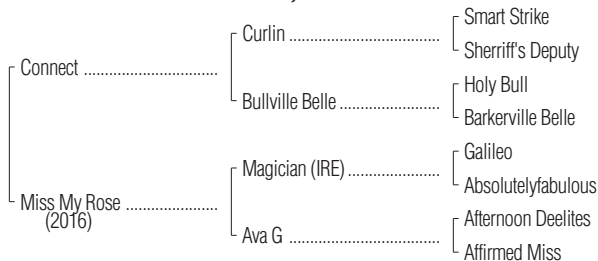 Smart Strike
Curlin
Sherriff's Deputy
Connect
Holy Bull
Bullville Belle
Barkerville Belle
Galileo
Magician (IRE)
Absolutelyfabulous
Miss My Rose
(2016)
Afternoon Deelites
Ava G
Affirmed Miss